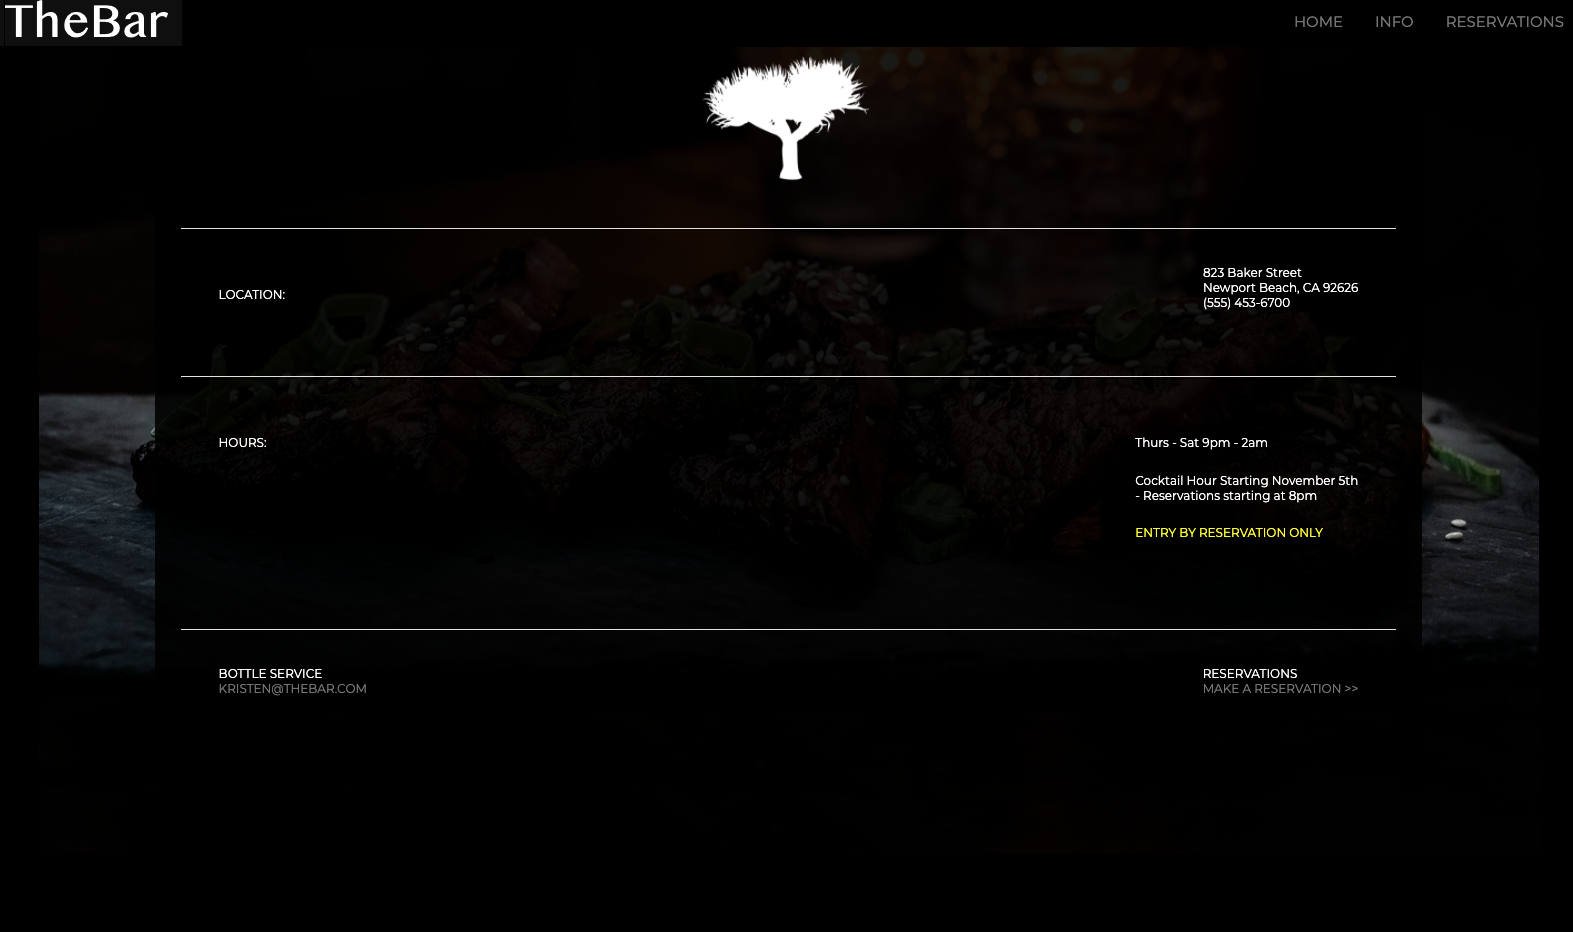 TheBar
HOME INFO RESERVATIONS
LOCATION:
823 Baker Street
Newport Beach, CA 92626
(555) 453-6700
HOURS:
Thurs - Sat 9pm - 2am
Cocktail Hour Starting November 5th
- Reservations starting at 8pm
ENTRY BY RESERVATION ONLY
BOTTLE SERVICE
KRISTEN@THEBAR.COM
RESERVATIONS
MAKE A RESERVATION >>